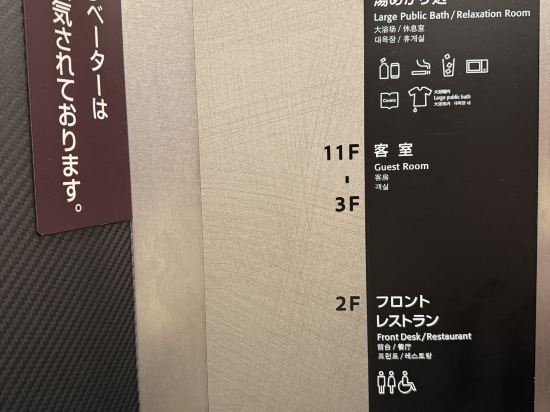 ベーターは
気されております。
湯あがり処
Large Public Bath/Relaxation Room
大浴场/休息室
대욕장/휴게실
Comic
Large public bath
11F
客室
Guest Room
客房
객실
3F
2F
フロント
レストラン
Front Desk/Restaurant
前台/餐厅
프런트/레스토랑